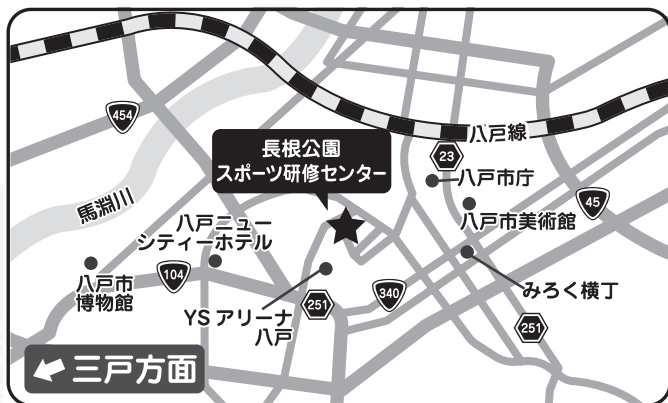 454
八戸線
長根公園
スポーツ研修センター
23
八戸市庁
馬淵川
八戸ニュー
シティーホテル
八戸市美術館
45
八戸市
博物館
104
YSアリーナ
八戸
251
340
みろく横丁
251
三戸方面